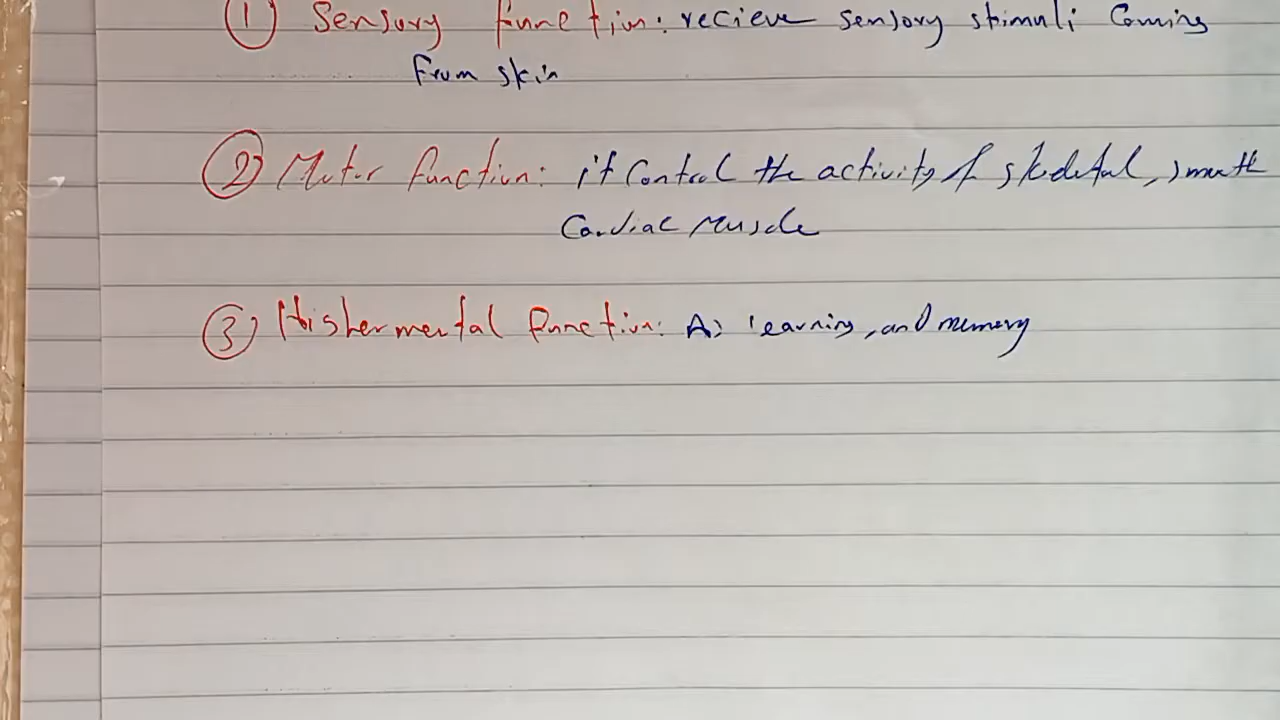 ① Sensory function: recieve sensory stimuli Coming
From skin
② Motor function: it Control the activity of skeletal, smooth
Cardiac Muscle
③ Higher mental function: As learning, and memory